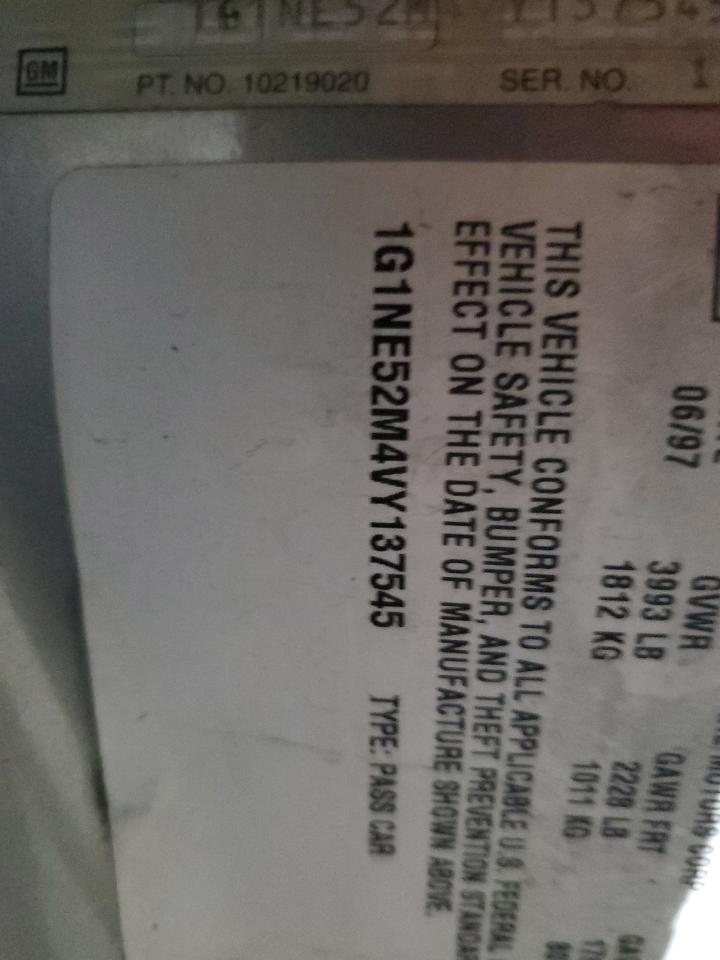 1G1NE52M
GM
PT. NO. 10219020
SER. NO.
06/97
GVWR
3993 LB
1812 KG
GAWR FRT
2228 LB
1011 KG
THIS VEHICLE CONFORMS TO ALL APPLICABLE U.S. FEDERAL
VEHICLE SAFETY, BUMPER, AND THEFT PREVENTION STANDAR
EFFECT ON THE DATE OF MANUFACTURE SHOWN ABOVE.
1G1NE52M4VY137545 TYPE: PASS CAR